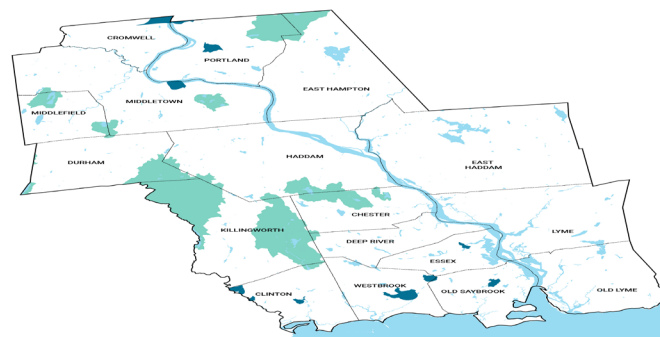 CROMWELL
PORTLAND
EAST HAMPTON
MIDDLETOWN
MIDDLEFIELD
DURHAM
HADDAM
EAST
HADDAM
CHESTER
KILLINGWORTH
DEEP RIVER
LYME
ESSEX
WESTBROOK
OLD SAYBROOK
OLD LYME
CLINTON